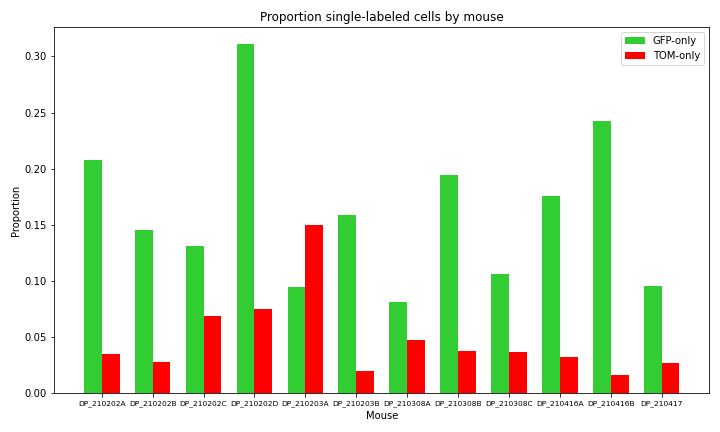 Proportion single-labeled cells by mouse
GFP-only
TOM-only
0.30
0.25
0.20
0.15
0.10
0.05
0.00
Proportion
DP_210202A DP_210202B DP_210202C DP_210202D DP_210203A DP_210203B DP_210308A DP_210308B DP_210308C DP_210416A DP_210416B DP_210417
Mouse